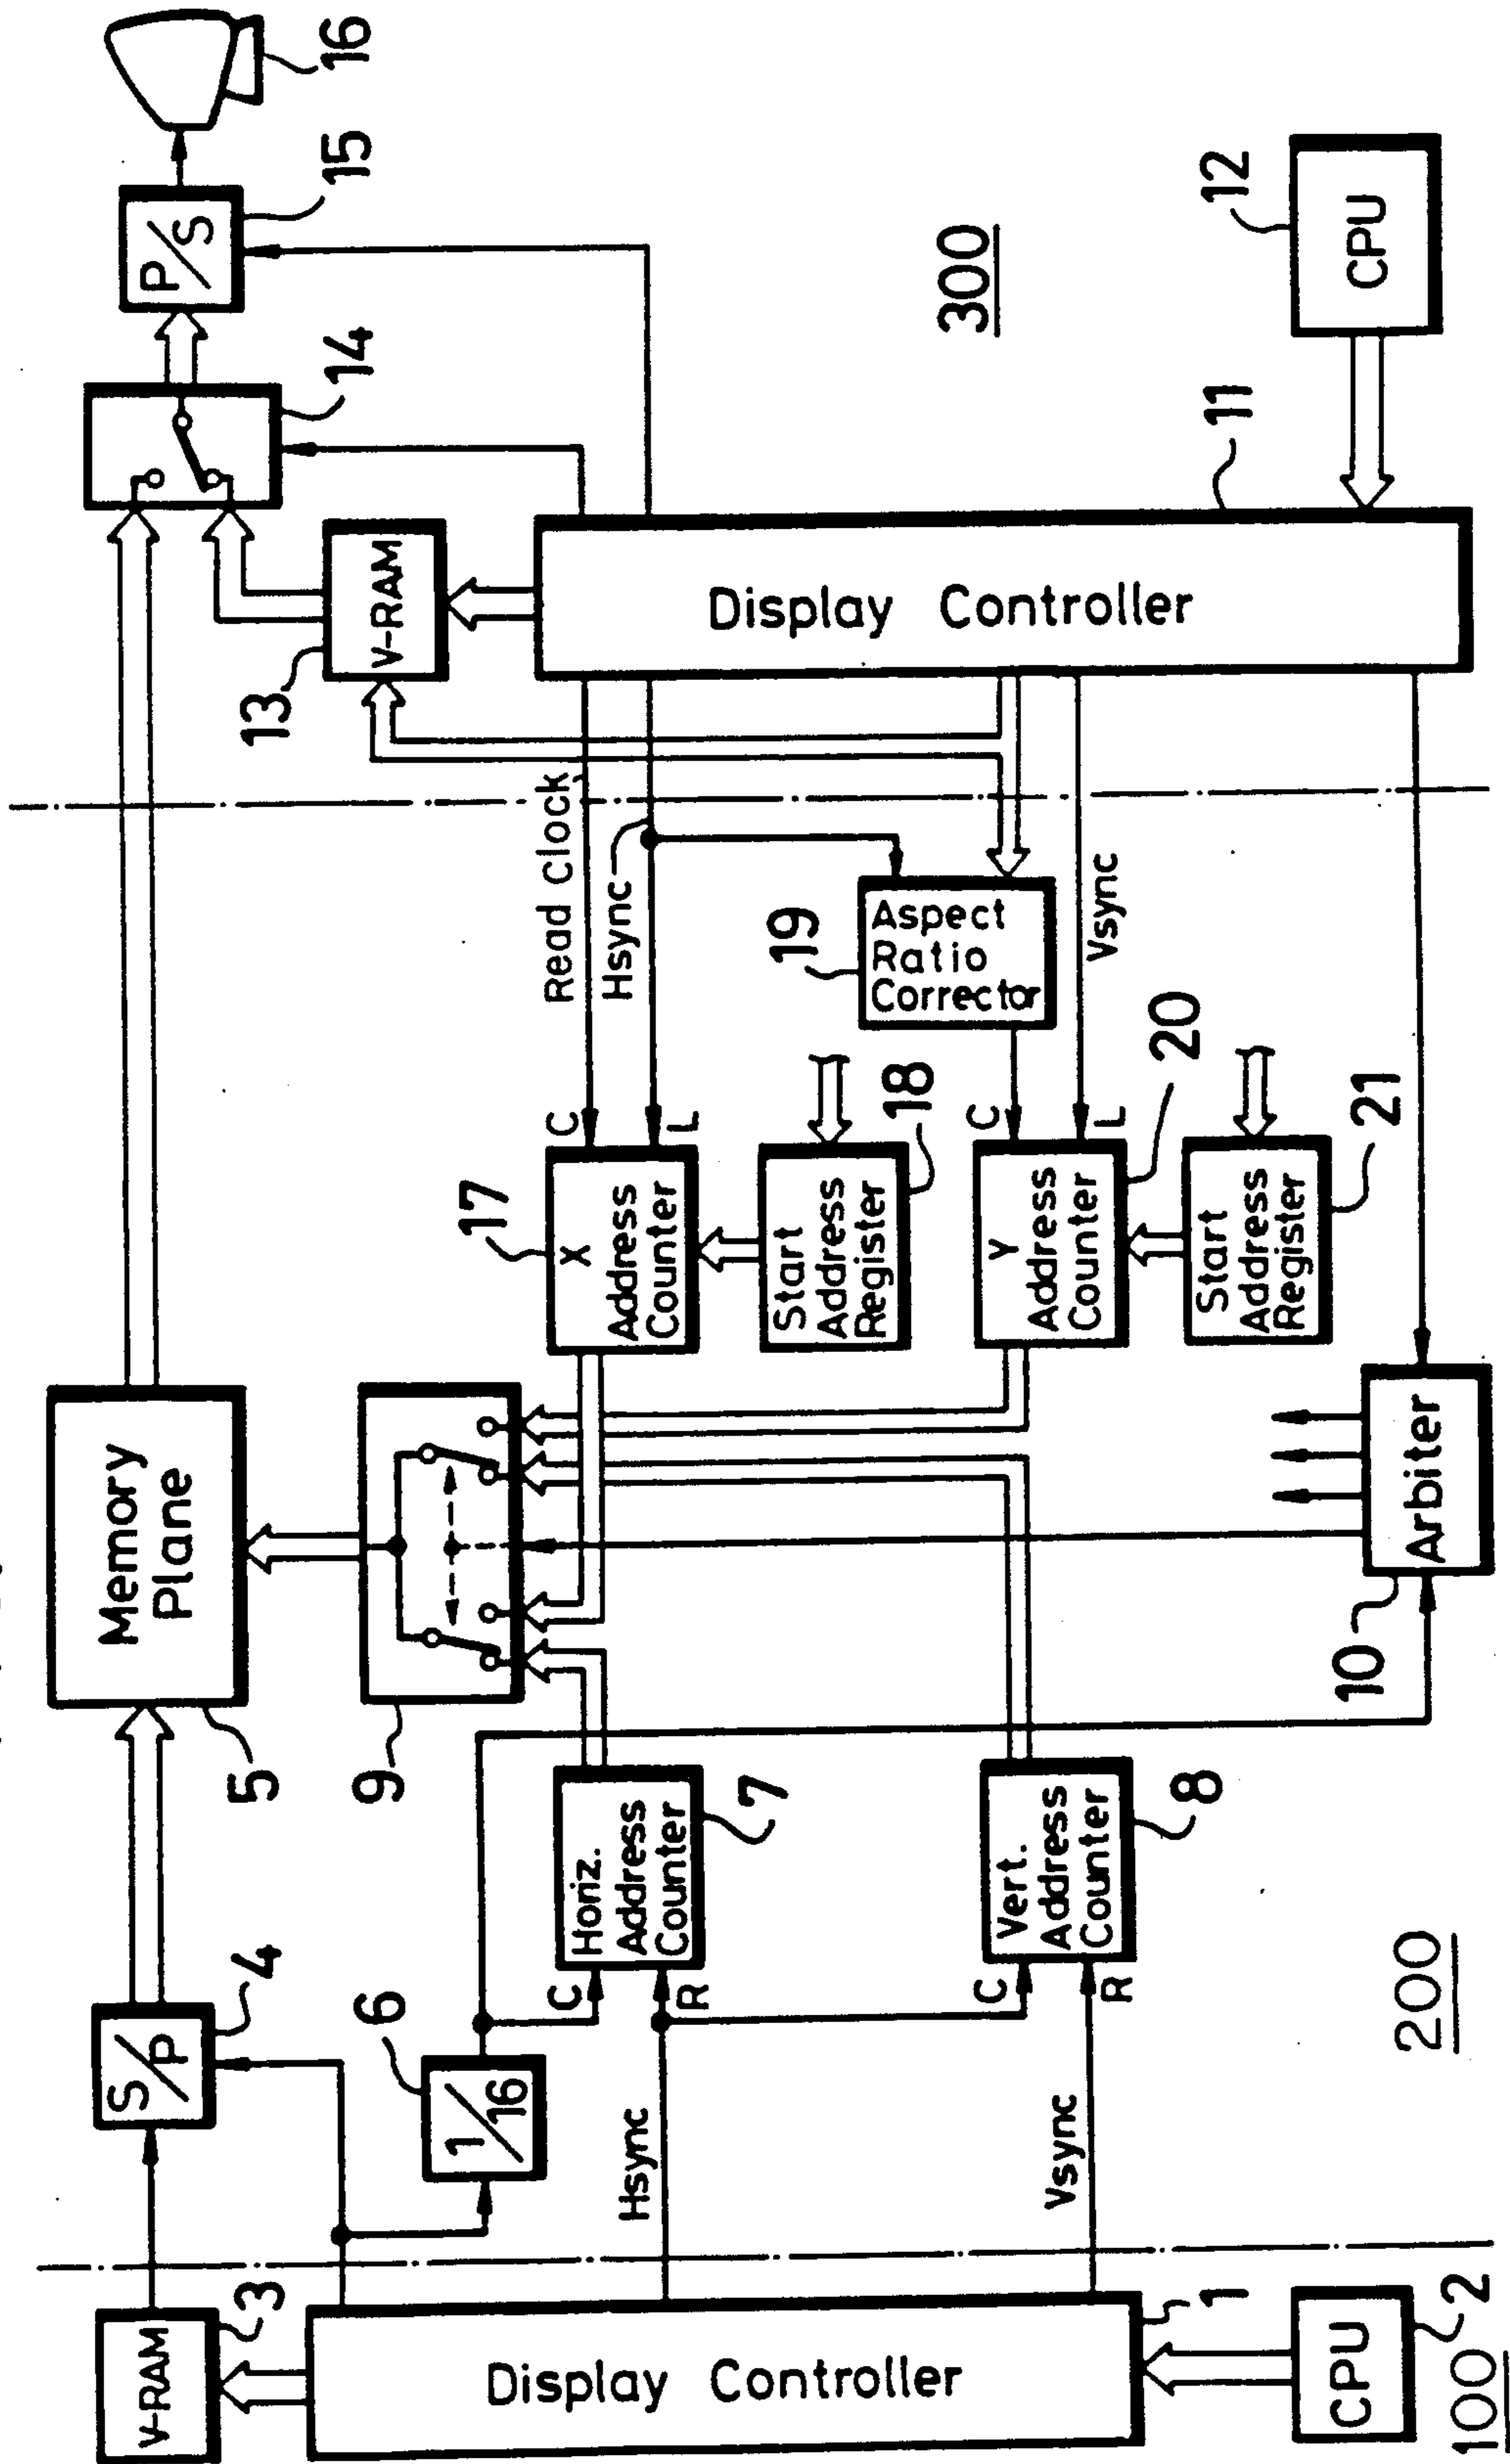 V-RAM
3
S/P
4
Memory
Plane
5
14
P/S
15
16
1/16
6
9
V-RAM
13
Read Clock
Hsync
Display Controller
1
CPU
2
100
Hsync
Vsync
C
Horiz.
Address
Counter
R
7
C
Vert.
Address
Counter
R
8
200
X
Address
Counter
17
C
L
Start
Address
Register
18
Aspect
Ratio
Corrector
19
Y
Address
Counter
20
C
L
Vsync
Start
Address
Register
21
Arbiter
10
Display Controller
11
CPU
12
300